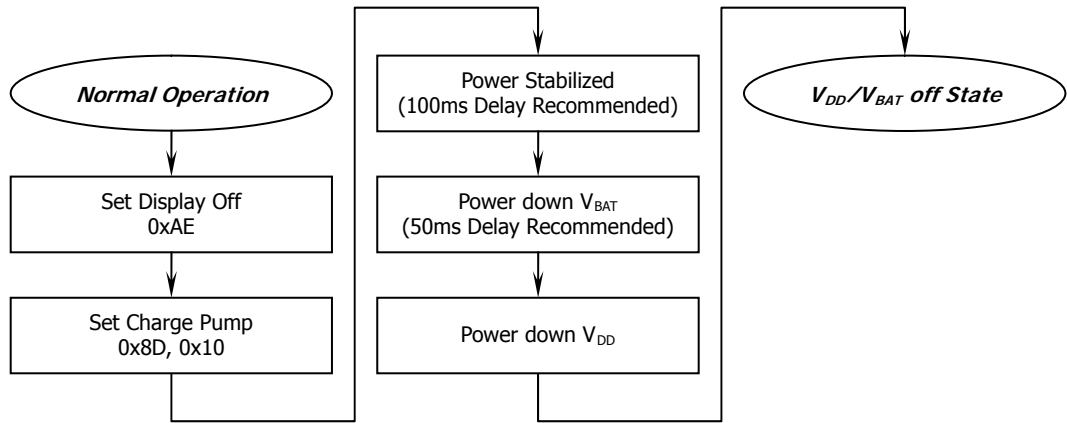 Normal Operation
Set Display Off
0xAE
Set Charge Pump
0x8D, 0x10
Power Stabilized
(100ms Delay Recommended)
Power down VBAT
(50ms Delay Recommended)
Power down VDD
VDD/VBAT off State